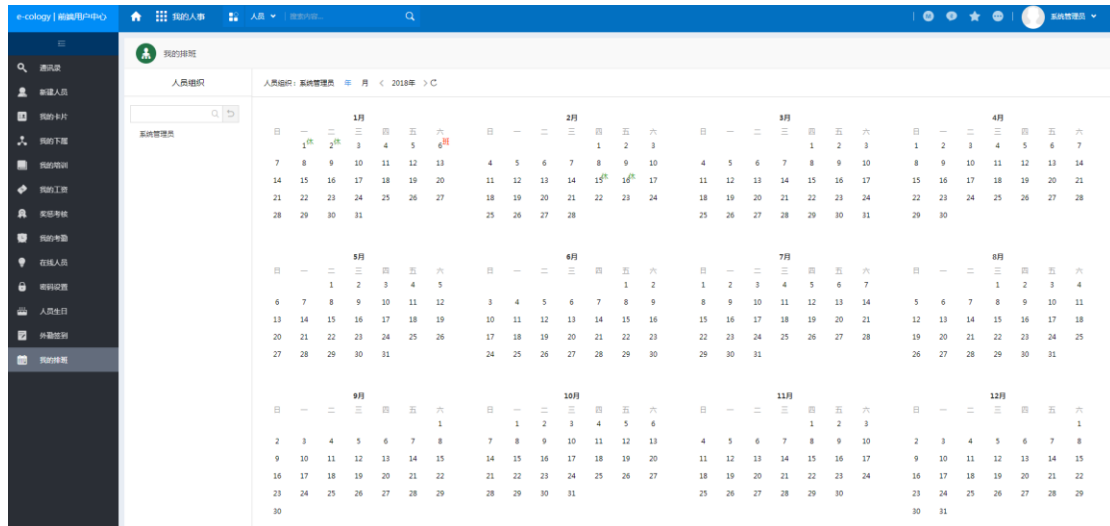 e-cology | 前端用户中心 我的人事 人员 搜索内容... 系统管理员
我的排班
通讯录
新建人员
我的卡片
我的下属
我的培训
我的工资
奖惩考核
我的考勤
在线人员
密码设置
人员生日
外勤签到
我的排班
人员组织
系统管理员
人员组织：系统管理员 年 月 < 2018年 >
1月
日 一 二 三 四 五 六
1休 2休 3 4 5 6班
7 8 9 10 11 12 13
14 15 16 17 18 19 20
21 22 23 24 25 26 27
28 29 30 31
2月
日 一 二 三 四 五 六
1 2 3
4 5 6 7 8 9 10
11 12 13 14 15休 16休 17
18 19 20 21 22 23 24
25 26 27 28
3月
日 一 二 三 四 五 六
1 2 3
4 5 6 7 8 9 10
11 12 13 14 15 16 17
18 19 20 21 22 23 24
25 26 27 28 29 30 31
4月
日 一 二 三 四 五 六
1 2 3 4 5 6 7
8 9 10 11 12 13 14
15 16 17 18 19 20 21
22 23 24 25 26 27 28
29 30
5月
日 一 二 三 四 五 六
1 2 3 4 5
6 7 8 9 10 11 12
13 14 15 16 17 18 19
20 21 22 23 24 25 26
27 28 29 30 31
6月
日 一 二 三 四 五 六
1 2
3 4 5 6 7 8 9
10 11 12 13 14 15 16
17 18 19 20 21 22 23
24 25 26 27 28 29 30
7月
日 一 二 三 四 五 六
1 2 3 4 5 6 7
8 9 10 11 12 13 14
15 16 17 18 19 20 21
22 23 24 25 26 27 28
29 30 31
8月
日 一 二 三 四 五 六
1 2 3 4
5 6 7 8 9 10 11
12 13 14 15 16 17 18
19 20 21 22 23 24 25
26 27 28 29 30 31
9月
日 一 二 三 四 五 六
1
2 3 4 5 6 7 8
9 10 11 12 13 14 15
16 17 18 19 20 21 22
23 24 25 26 27 28 29
30
10月
日 一 二 三 四 五 六
1 2 3 4 5 6
7 8 9 10 11 12 13
14 15 16 17 18 19 20
21 22 23 24 25 26 27
28 29 30 31
11月
日 一 二 三 四 五 六
1 2 3
4 5 6 7 8 9 10
11 12 13 14 15 16 17
18 19 20 21 22 23 24
25 26 27 28 29 30
12月
日 一 二 三 四 五 六
1
2 3 4 5 6 7 8
9 10 11 12 13 14 15
16 17 18 19 20 21 22
23 24 25 26 27 28 29
30 31